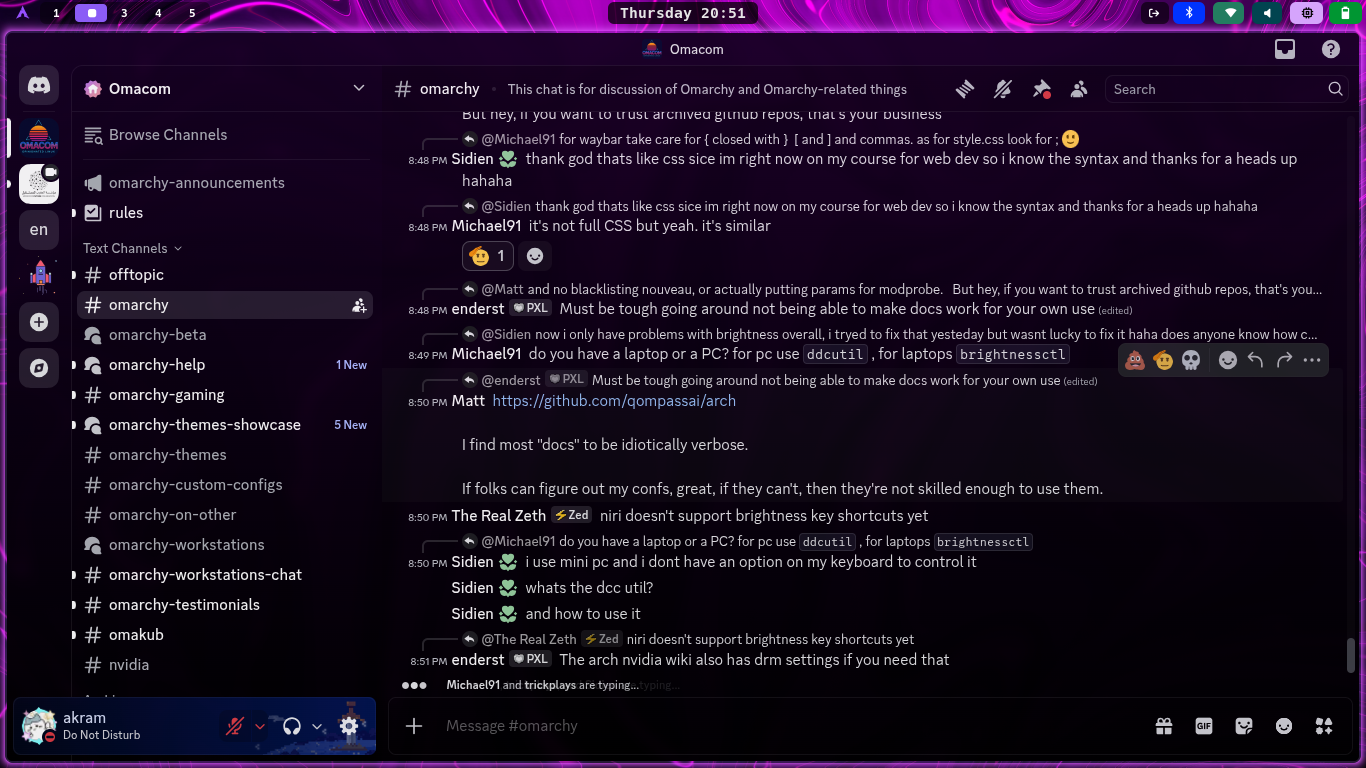 1 3 4 5
Thursday 20:51
Omacom
Omacom
Browse Channels
omarchy-announcements
rules
Text Channels
offtopic
omarchy
omarchy-beta
omarchy-help 1 New
omarchy-gaming
omarchy-themes-showcase 5 New
omarchy-themes
omarchy-custom-configs
omarchy-on-other
omarchy-workstations
omarchy-workstations-chat
omarchy-testimonials
omakub
nvidia
en
akram
Do Not Disturb
omarchy • This chat is for discussion of Omarchy and Omarchy-related things
Search
But hey, if you want to trust archived github repos, that's your business
@Michael91 for waybar take care for { closed with } [ and ] and commas. as for style.css look for ; 🙂
8:48 PM Sidien thank god thats like css sice im right now on my course for web dev so i know the syntax and thanks for a heads up
hahaha
@Sidien thank god thats like css sice im right now on my course for web dev so i know the syntax and thanks for a heads up hahaha
8:48 PM Michael91 it's not full CSS but yeah. it's similar
1
@Matt and no blacklisting nouveau, or actually putting params for modprobe. But hey, if you want to trust archived github repos, that's you...
8:48 PM enderst PXL Must be tough going around not being able to make docs work for your own use (edited)
@Sidien now i only have problems with brightness overall, i tryed to fix that yesteday but wasnt lucky to fix it haha does anyone know how c...
8:49 PM Michael91 do you have a laptop or a PC? for pc use ddcutil , for laptops brightnessctl
@enderst PXL Must be tough going around not being able to make docs work for your own use (edited)
8:50 PM Matt https://github.com/qompassai/arch
I find most "docs" to be idiotically verbose.
If folks can figure out my confs, great, if they can't, then they're not skilled enough to use them.
8:50 PM The Real Zeth ⚡Zed niri doesn't support brightness key shortcuts yet
@Michael91 do you have a laptop or a PC? for pc use ddcutil , for laptops brightnessctl
8:50 PM Sidien i use mini pc and i dont have an option on my keyboard to control it
Sidien whats the dcc util?
Sidien and how to use it
@The Real Zeth ⚡Zed niri doesn't support brightness key shortcuts yet
8:51 PM enderst PXL The arch nvidia wiki also has drm settings if you need that
Michael91 and trickplays are typing...
Message #omarchy
GIF